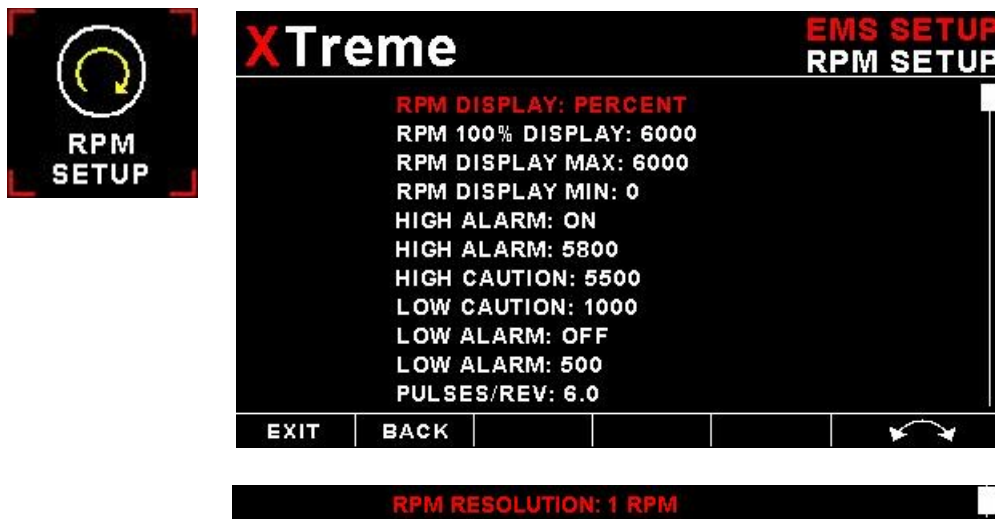 RPM
SETUP
XTreme
EMS SETUP
RPM SETUP
RPM DISPLAY: PERCENT
RPM 100% DISPLAY: 6000
RPM DISPLAY MAX: 6000
RPM DISPLAY MIN: 0
HIGH ALARM: ON
HIGH ALARM: 5800
HIGH CAUTION: 5500
LOW CAUTION: 1000
LOW ALARM: OFF
LOW ALARM: 500
PULSES/REV: 6.0
EXIT BACK
RPM RESOLUTION: 1 RPM